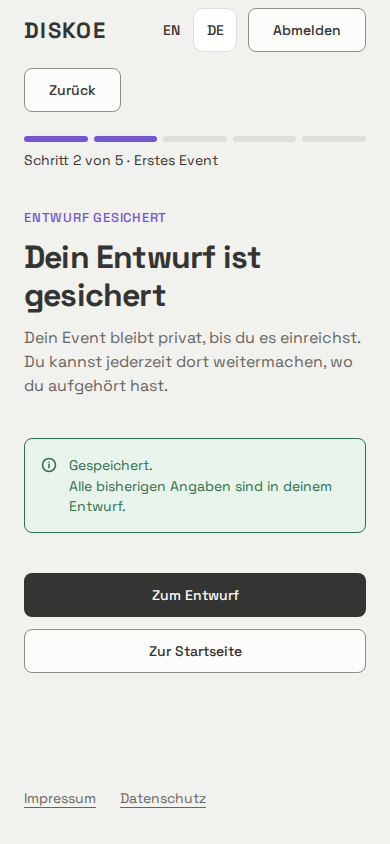 DISKOE
EN
DE
Abmelden
Zurück
Schritt 2 von 5 · Erstes Event
ENTWURF GESICHERT
Dein Entwurf ist
gesichert
Dein Event bleibt privat, bis du es einreichst.
Du kannst jederzeit dort weitermachen, wo
du aufgehört hast.
Gespeichert.
Alle bisherigen Angaben sind in deinem
Entwurf.
Zum Entwurf
Zur Startseite
Impressum
Datenschutz